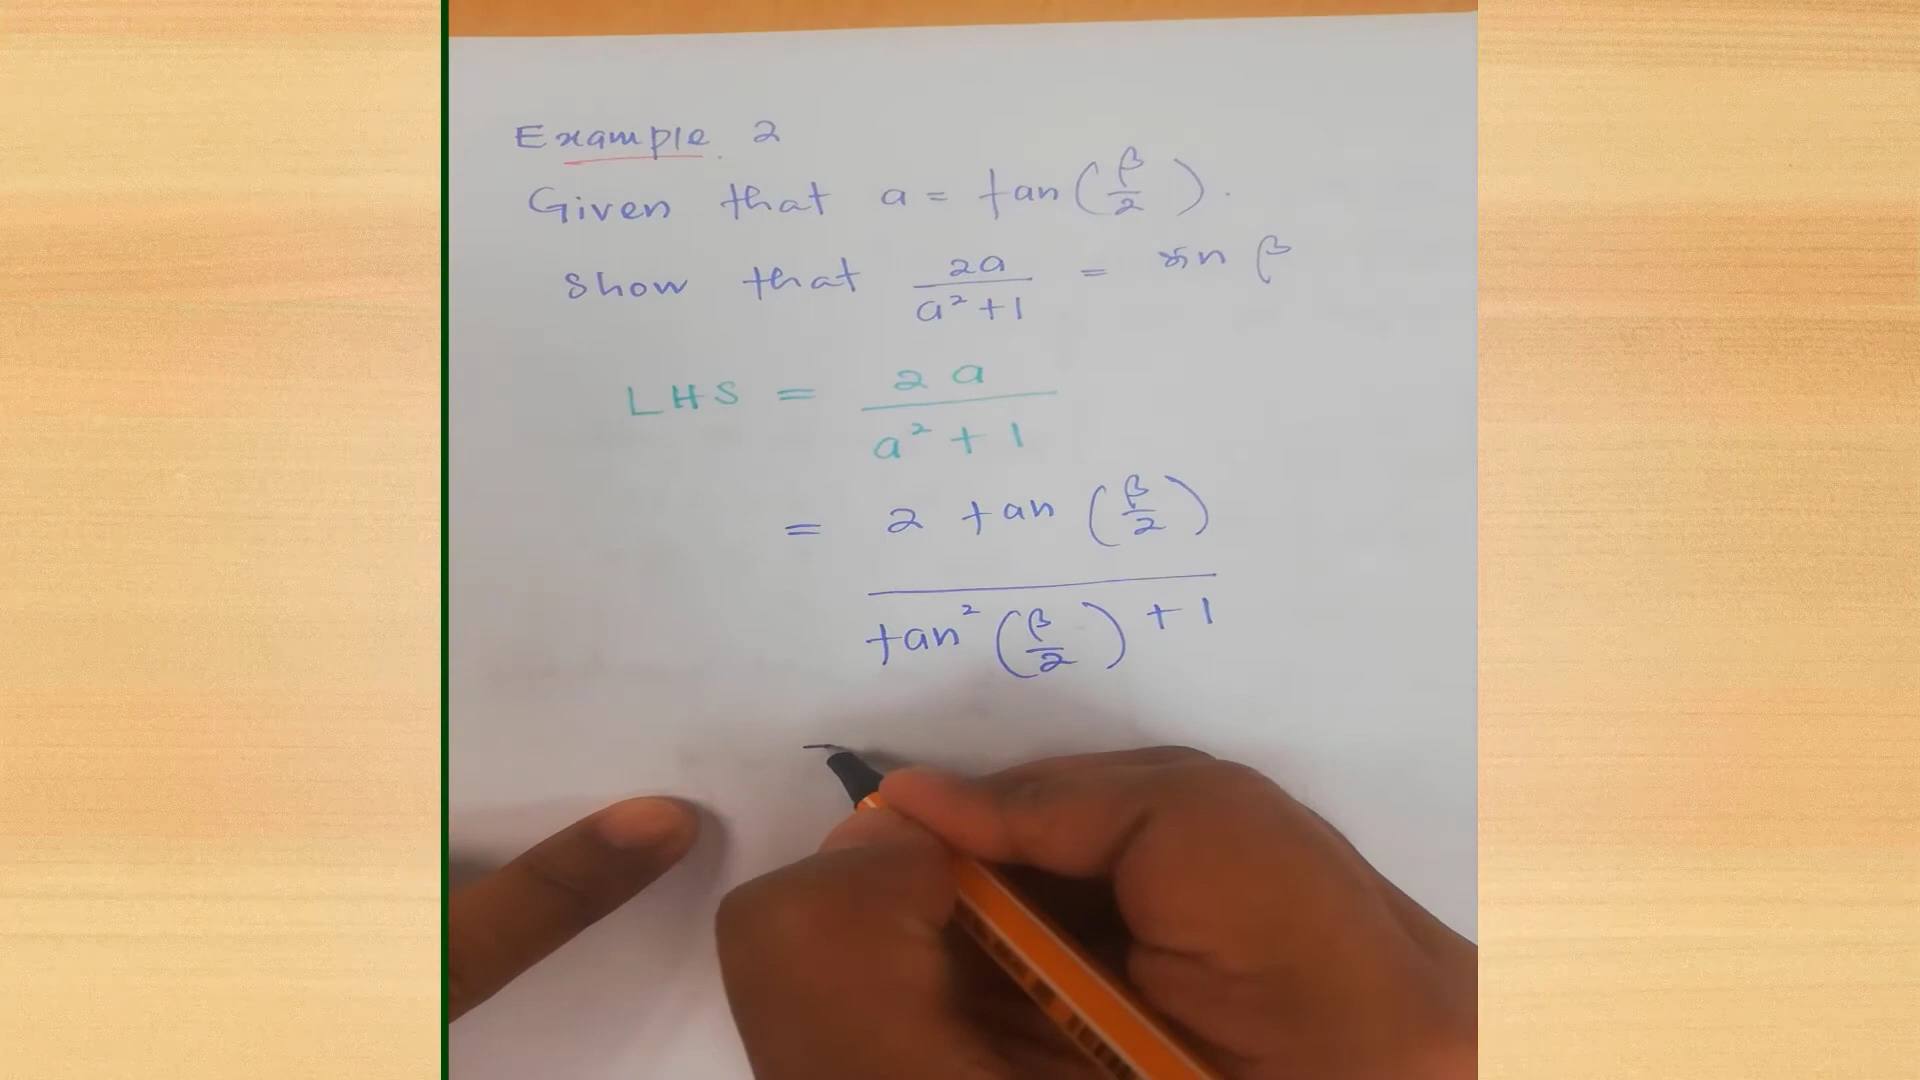 Example 2
Given that a = tan(β/2).
Show that 2a/(a² + 1) = sin β
LHS = 2a/(a² + 1)
= 2 tan(β/2)/(tan²(β/2) + 1)